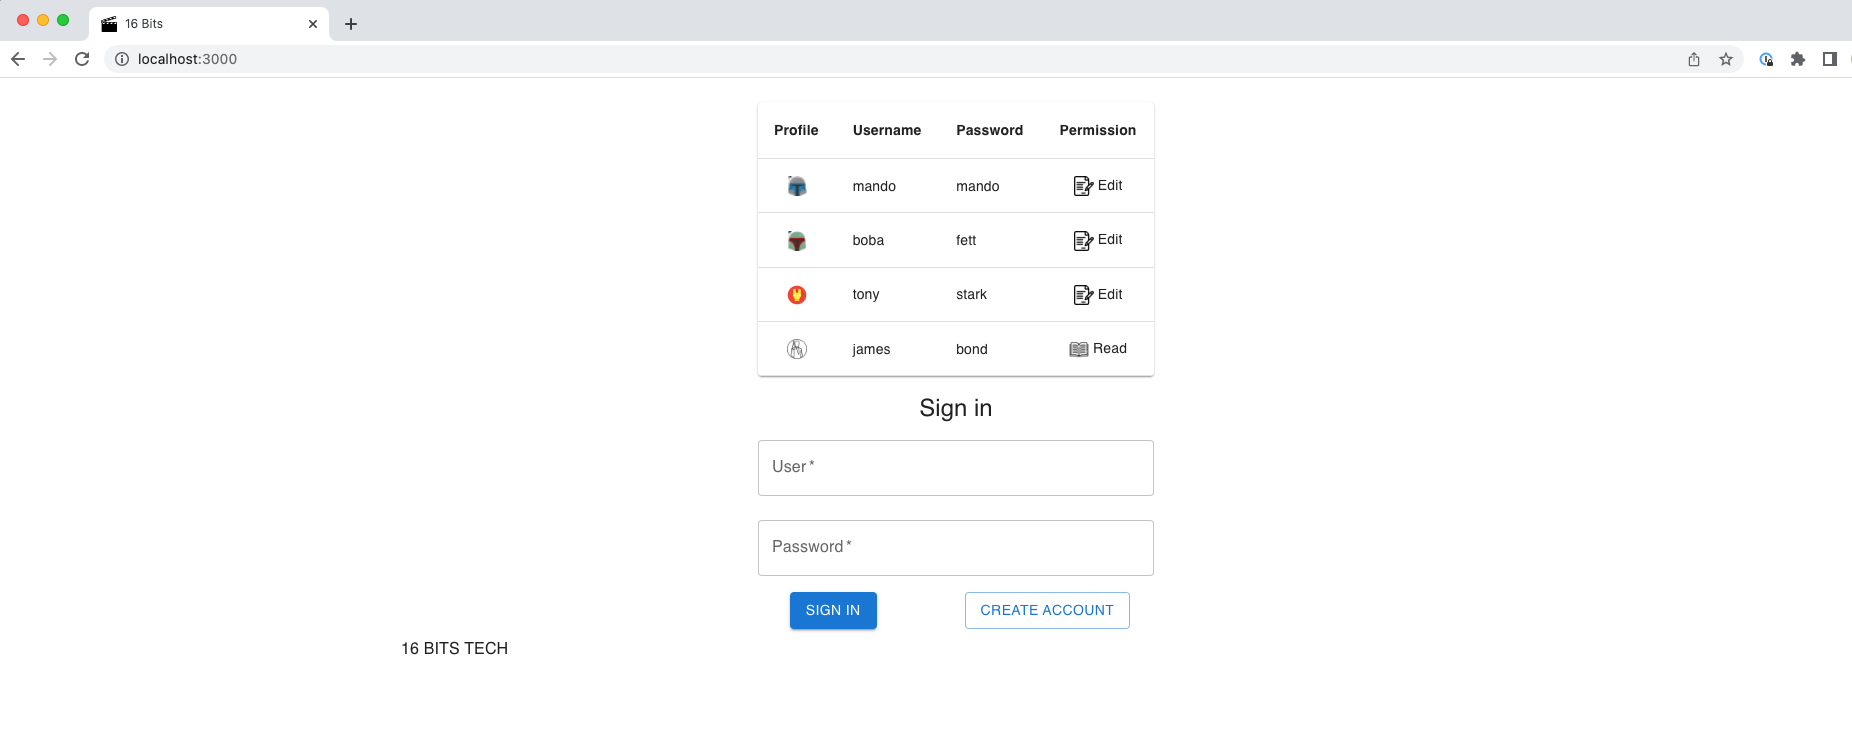 16 Bits
localhost:3000
Profile Username Password Permission
mando mando Edit
boba fett Edit
tony stark Edit
james bond Read
Sign in
User *
Password *
SIGN IN CREATE ACCOUNT
16 BITS TECH